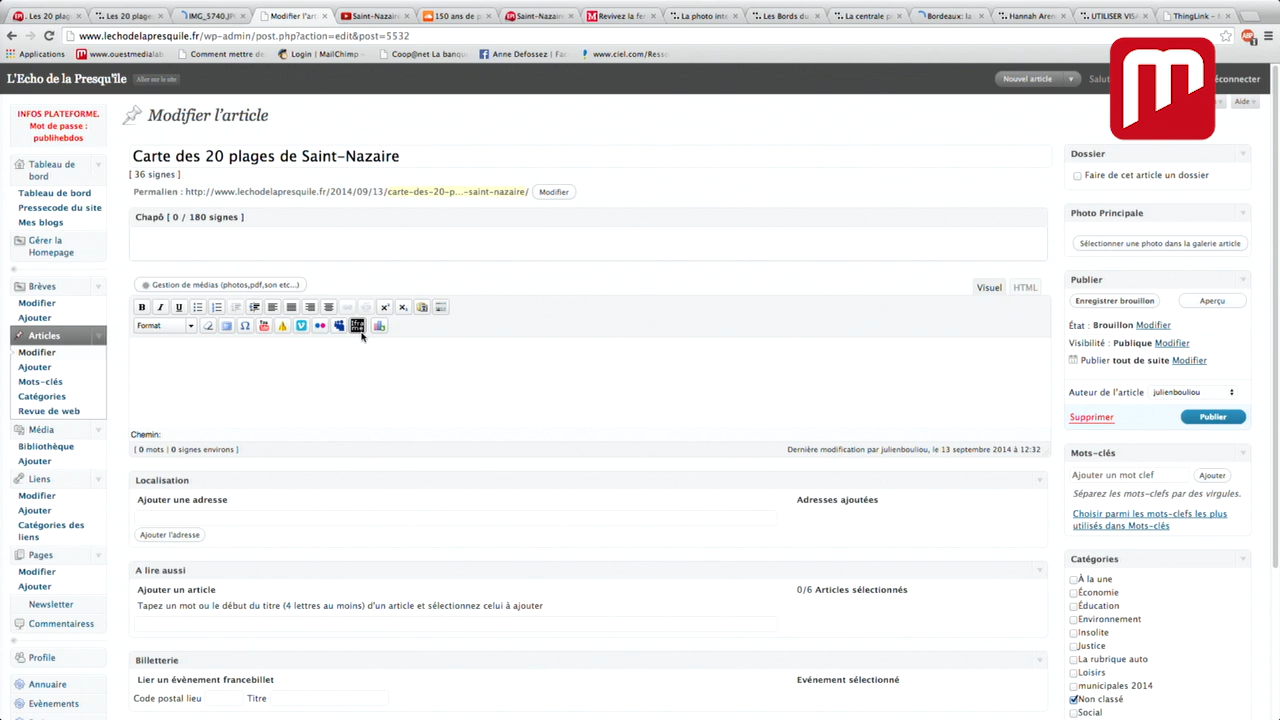 . Les 20 plage
Les 20 plage
IMG_5740.JP
Modifier l'arti
Saint-Nazaire
150 ans de p
Saint-Nazair
Revivez la fer
La photo inte
Les Bords du
La centrale p
Bordeaux: la
Hannah Aren
UTILISER VIS
ThingLink –
www.lechodelapresquile.fr/wp-admin/post.php?action=edit&post=5532
Applications
www.ouestmedialab
Comment mettre de
Login | MailChimp –
Coop@net La banqu
Anne Defossez | Fac
www.ciel.com/Resso
L'Echo de la Presqu'île
Aller sur le site
Nouvel article
Salut
éconnecter
Aide
INFOS PLATEFORME.
Mot de passe :
publihebdos
Tableau de
bord
Tableau de bord
Pressecode du site
Mes blogs
Gérer la
Homepage
Brèves
Modifier
Ajouter
Articles
Modifier
Ajouter
Mots-clés
Catégories
Revue de web
Média
Bibliothèque
Ajouter
Liens
Modifier
Ajouter
Catégories des
liens
Pages
Modifier
Ajouter
Newsletter
Commentaires
Profile
Annuaire
Evènements
Modifier l'article
Carte des 20 plages de Saint-Nazaire
[ 36 signes ]
Permalien : http://www.lechodelapresquile.fr/2014/09/13/carte-des-20-p...-saint-nazaire/ Modifier
Chapô [ 0 / 180 signes ]
Gestion de médias (photos,pdf,son etc...)
Visuel
HTML
B I U
Format
Chemin:
[ 0 mots | 0 signes environs ]
Dernière modification par julienbouliou, le 13 septembre 2014 à 12:32
Localisation
Ajouter une adresse
Adresses ajoutées
Ajouter l'adresse
A lire aussi
Ajouter un article
0/6 Articles sélectionnés
Tapez un mot ou le début du titre (4 lettres au moins) d'un article et sélectionnez celui à ajouter
Billetterie
Lier un évènement francebillet
Evénement sélectionné
Code postal lieu
Titre
Dossier
Faire de cet article un dossier
Photo Principale
Sélectionner une photo dans la galerie article
Publier
Enregistrer brouillon
Aperçu
État : Brouillon Modifier
Visibilité : Publique Modifier
Publier tout de suite Modifier
Auteur de l'article julienbouliou
Supprimer
Publier
Mots-clés
Ajouter un mot clef
Ajouter
Séparez les mots-clefs par des virgules.
Choisir parmi les mots-clefs les plus
utilisés dans Mots-clés
Catégories
À la une
Économie
Éducation
Environnement
Insolite
Justice
La rubrique auto
Loisirs
municipales 2014
Non classé
Social